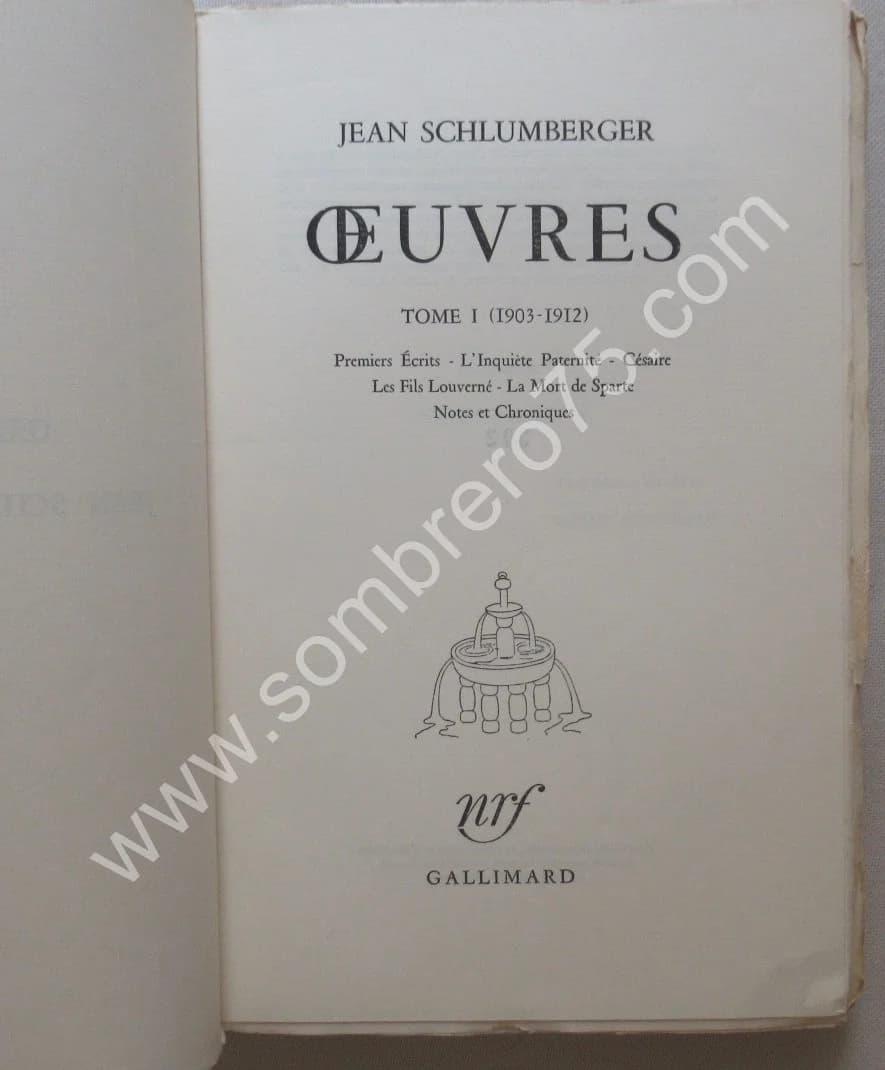 JEAN SCHLUMBERGER
ŒUVRES
TOME I (1903-1912)
Premiers Écrits - L'Inquiète Paternité - Césaire
Les Fils Louverné - La Mort de Sparte
Notes et Chroniques
nrf
GALLIMARD
www.sombrero75.com